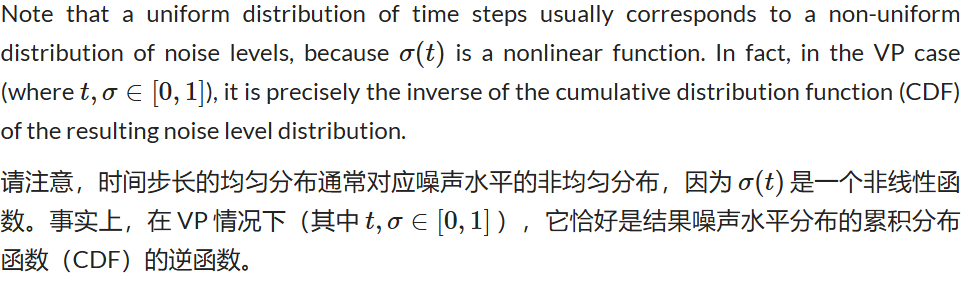 Note that a uniform distribution of time steps usually corresponds to a non-uniform
distribution of noise levels, because σ(t) is a nonlinear function. In fact, in the VP case
(where t, σ ∈ [0, 1]), it is precisely the inverse of the cumulative distribution function (CDF)
of the resulting noise level distribution.
请注意，时间步长的均匀分布通常对应噪声水平的非均匀分布，因为 σ(t) 是一个非线性函
数。事实上，在 VP 情况下（其中 t, σ ∈ [0, 1] ），它恰好是结果噪声水平分布的累积分布
函数（CDF）的逆函数。